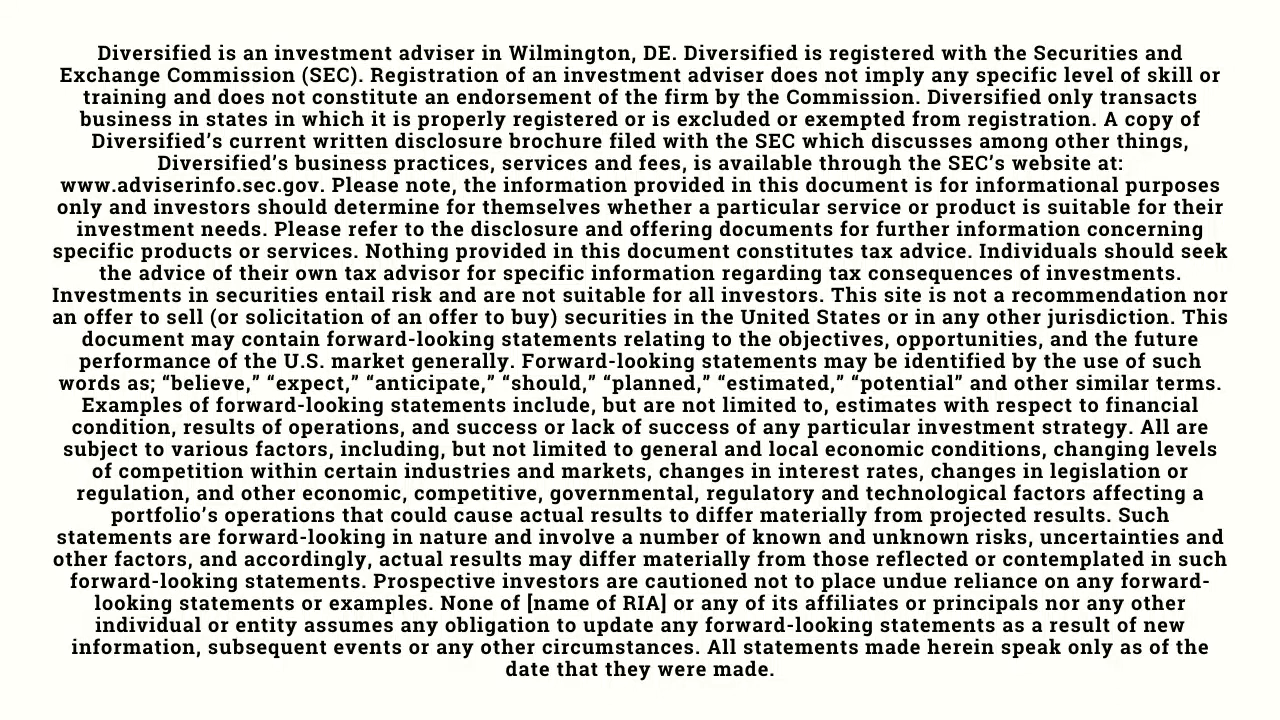 Diversified is an investment adviser in Wilmington, DE. Diversified is registered with the Securities and
Exchange Commission (SEC). Registration of an investment adviser does not imply any specific level of skill or
training and does not constitute an endorsement of the firm by the Commission. Diversified only transacts
business in states in which it is properly registered or is excluded or exempted from registration. A copy of
Diversified’s current written disclosure brochure filed with the SEC which discusses among other things,
Diversified’s business practices, services and fees, is available through the SEC’s website at:
www.adviserinfo.sec.gov. Please note, the information provided in this document is for informational purposes
only and investors should determine for themselves whether a particular service or product is suitable for their
investment needs. Please refer to the disclosure and offering documents for further information concerning
specific products or services. Nothing provided in this document constitutes tax advice. Individuals should seek
the advice of their own tax advisor for specific information regarding tax consequences of investments.
Investments in securities entail risk and are not suitable for all investors. This site is not a recommendation nor
an offer to sell (or solicitation of an offer to buy) securities in the United States or in any other jurisdiction. This
document may contain forward-looking statements relating to the objectives, opportunities, and the future
performance of the U.S. market generally. Forward-looking statements may be identified by the use of such
words as; “believe,” “expect,” “anticipate,” “should,” “planned,” “estimated,” “potential” and other similar terms.
Examples of forward-looking statements include, but are not limited to, estimates with respect to financial
condition, results of operations, and success or lack of success of any particular investment strategy. All are
subject to various factors, including, but not limited to general and local economic conditions, changing levels
of competition within certain industries and markets, changes in interest rates, changes in legislation or
regulation, and other economic, competitive, governmental, regulatory and technological factors affecting a
portfolio’s operations that could cause actual results to differ materially from projected results. Such
statements are forward-looking in nature and involve a number of known and unknown risks, uncertainties and
other factors, and accordingly, actual results may differ materially from those reflected or contemplated in such
forward-looking statements. Prospective investors are cautioned not to place undue reliance on any forward-
looking statements or examples. None of [name of RIA] or any of its affiliates or principals nor any other
individual or entity assumes any obligation to update any forward-looking statements as a result of new
information, subsequent events or any other circumstances. All statements made herein speak only as of the
date that they were made.